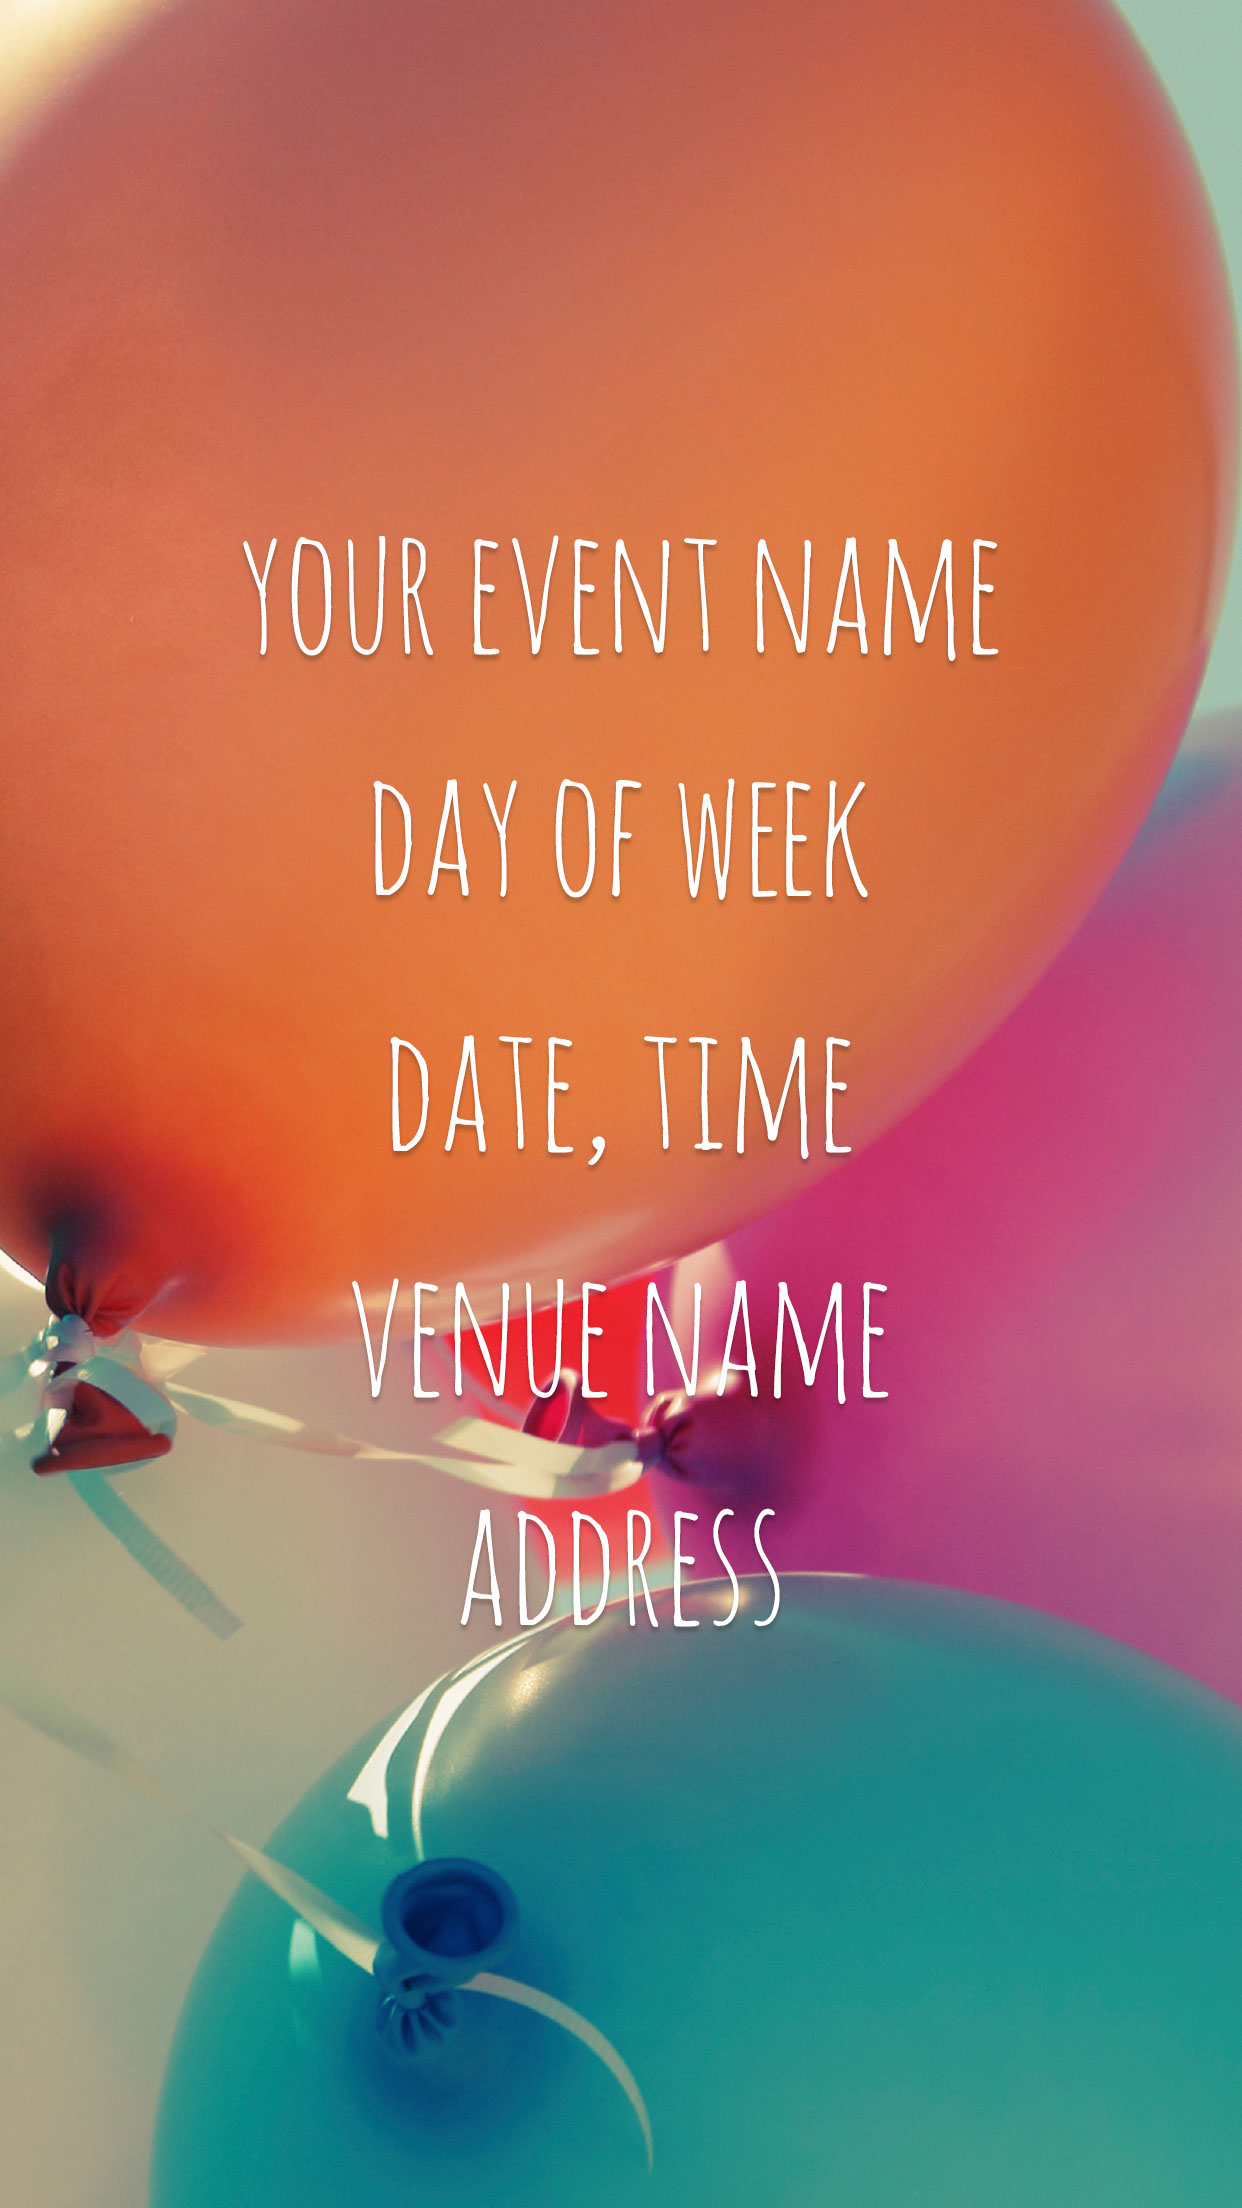 YOUR EVENT NAME
DAY OF WEEK
DATE, TIME
VENUE NAME
ADDRESS